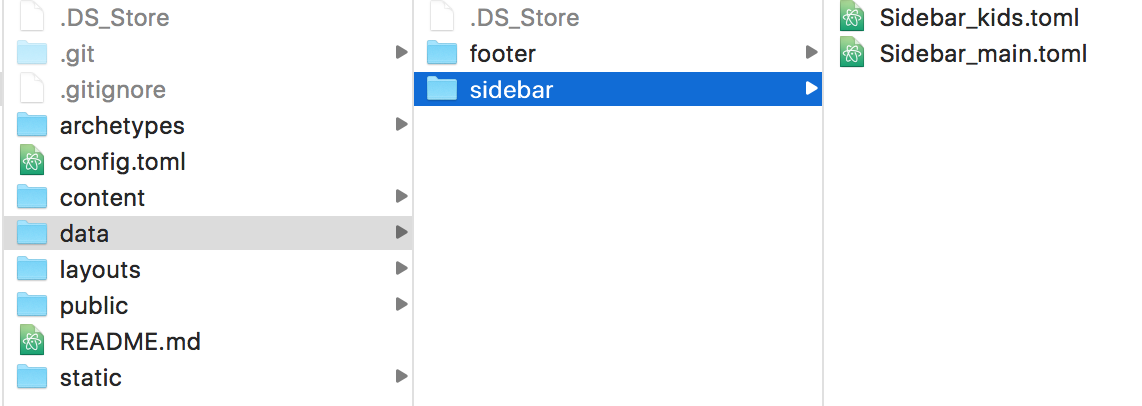 .DS_Store
.git
.gitignore
archetypes
config.toml
content
data
layouts
public
README.md
static
.DS_Store
footer
sidebar
Sidebar_kids.toml
Sidebar_main.toml